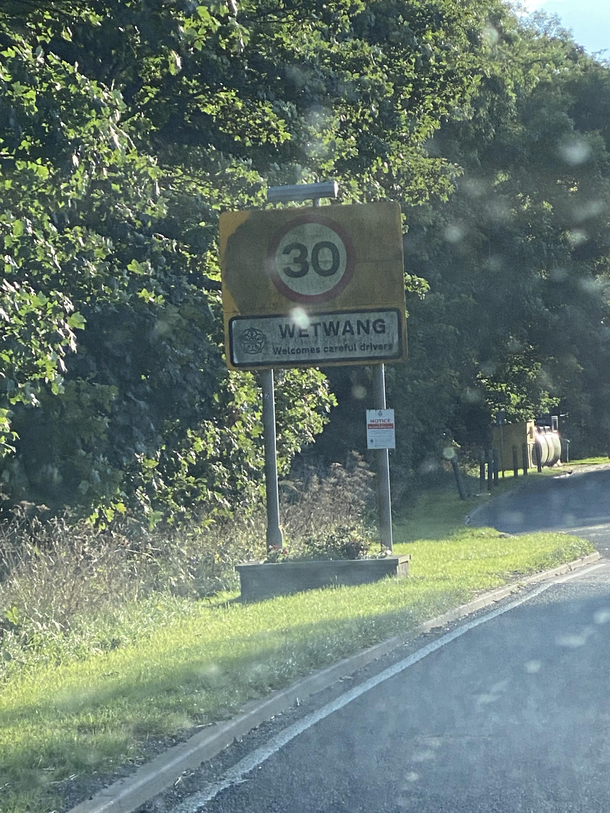 30
WETWANG
Welcomes careful drivers
NOTICE